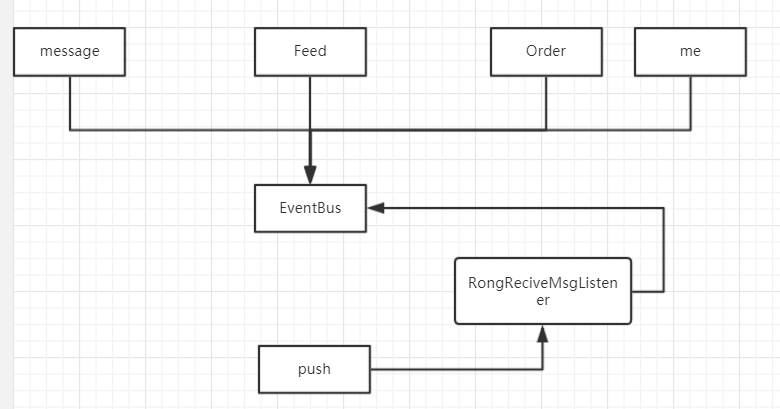 message
Feed
Order
me
EventBus
RongReciveMsgListen
er
push